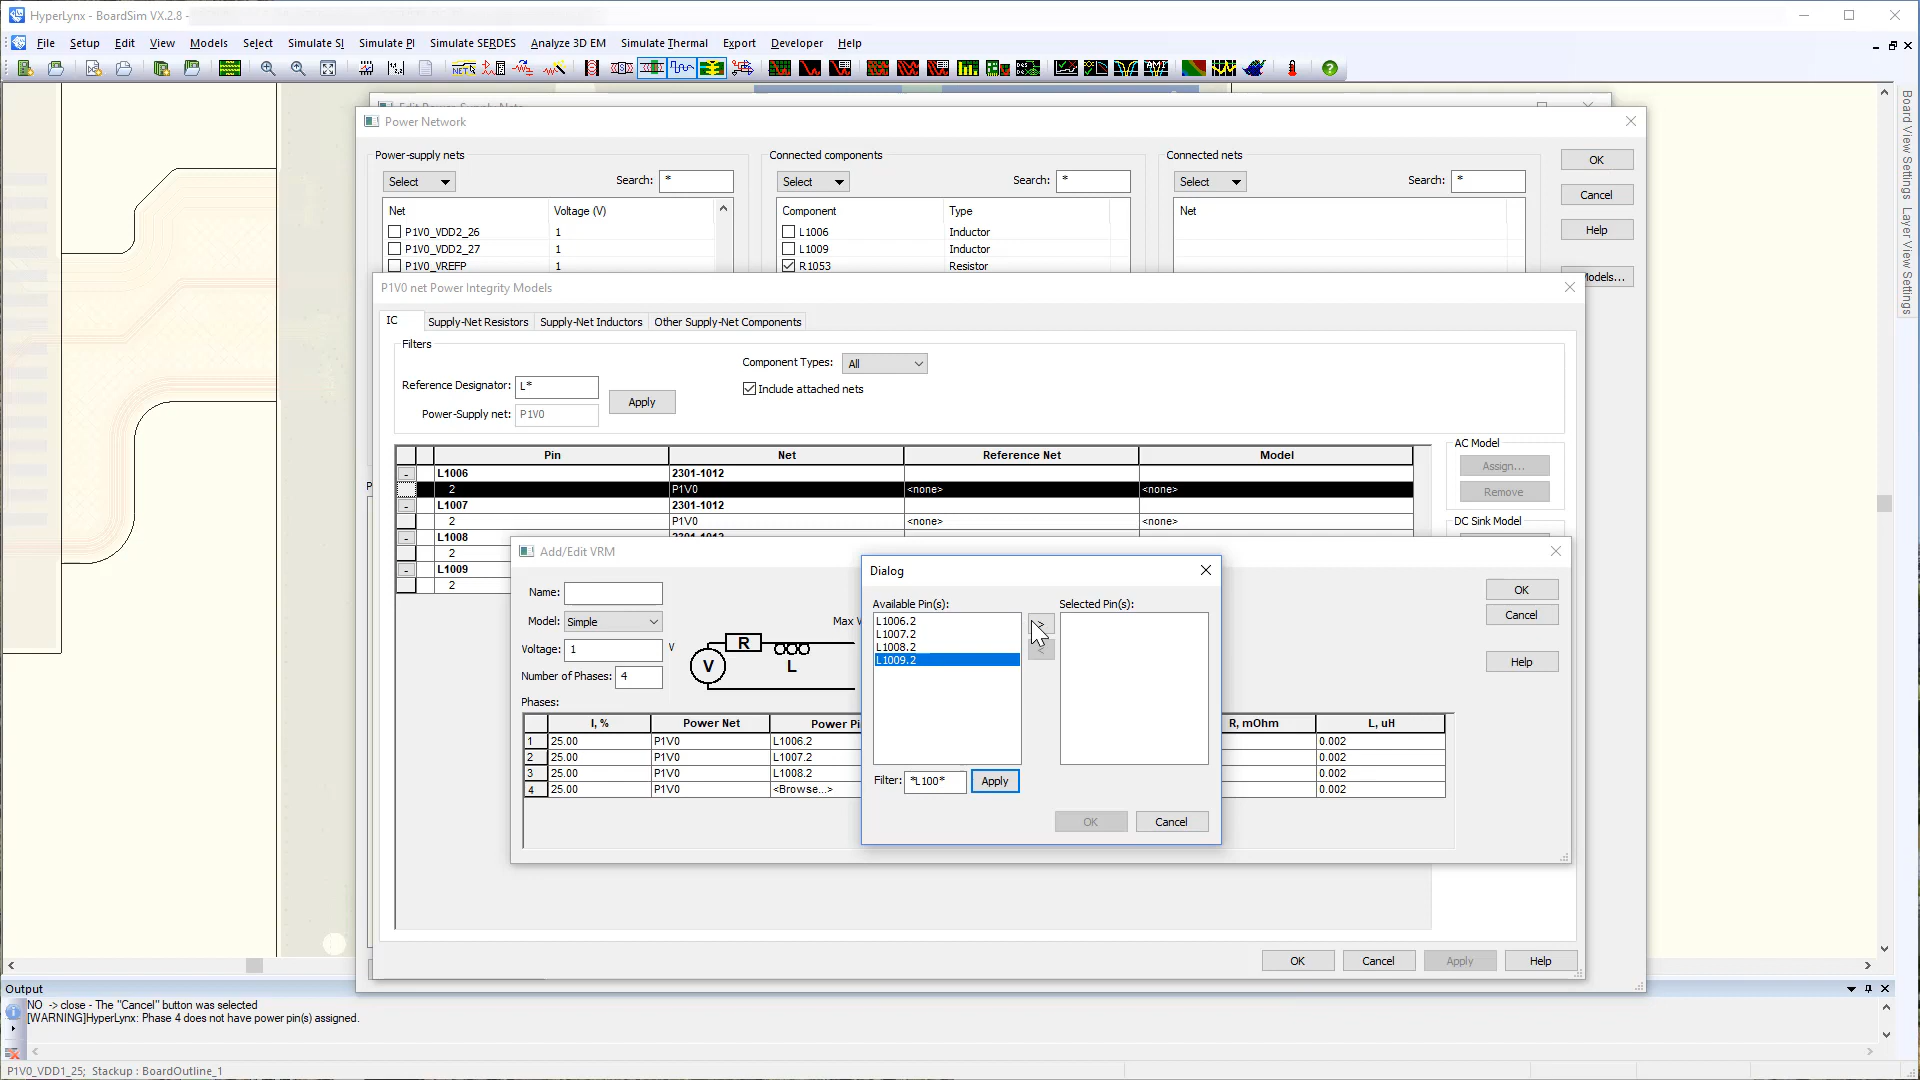 HyperLynx - BoardSim VX.2.8 -
File Setup Edit View Models Select Simulate SI Simulate PI Simulate SERDES Analyze 3D EM Simulate Thermal Export Developer Help
Power Network
Power-supply nets
Connected components
Connected nets
OK
Select
Search: *
Select
Search: *
Select
Search: *
Cancel
Net Voltage (V)
Component Type
Net
Help
P1V0_VDD2_26 1
L1006 Inductor
P1V0_VDD2_27 1
L1009 Inductor
P1V0_VREFP 1
R1053 Resistor
Models...
P1V0 net Power Integrity Models
IC Supply-Net Resistors Supply-Net Inductors Other Supply-Net Components
Filters
Component Types: All
Reference Designator: L*
Include attached nets
Apply
Power-Supply net: P1V0
Pin Net Reference Net Model
AC Model
L1006 2301-1012
Assign...
2 P1V0 <none> <none>
Remove
L1007 2301-1012
2 P1V0 <none> <none>
DC Sink Model
L1008 2301-1012
2
L1009
2
Add/Edit VRM
Name:
Model: Simple
Max
Voltage: 1 V
Number of Phases: 4
V R L
OK
Cancel
Help
Phases:
I, % Power Net Power Pi R, mOhm L, uH
1 25.00 P1V0 L1006.2 0.002
2 25.00 P1V0 L1007.2 0.002
3 25.00 P1V0 L1008.2 0.002
4 25.00 P1V0 <Browse...> 0.002
Dialog
Available Pin(s): Selected Pin(s):
L1006.2
L1007.2
L1008.2
L1009.2
>
<
Filter: *L100* Apply
OK Cancel
OK Cancel Apply Help
Board View Settings
Layer View Settings
Output
NO -> close - The "Cancel" button was selected
[WARNING]HyperLynx: Phase 4 does not have power pin(s) assigned.
P1V0_VDD1_25; Stackup : BoardOutline_1